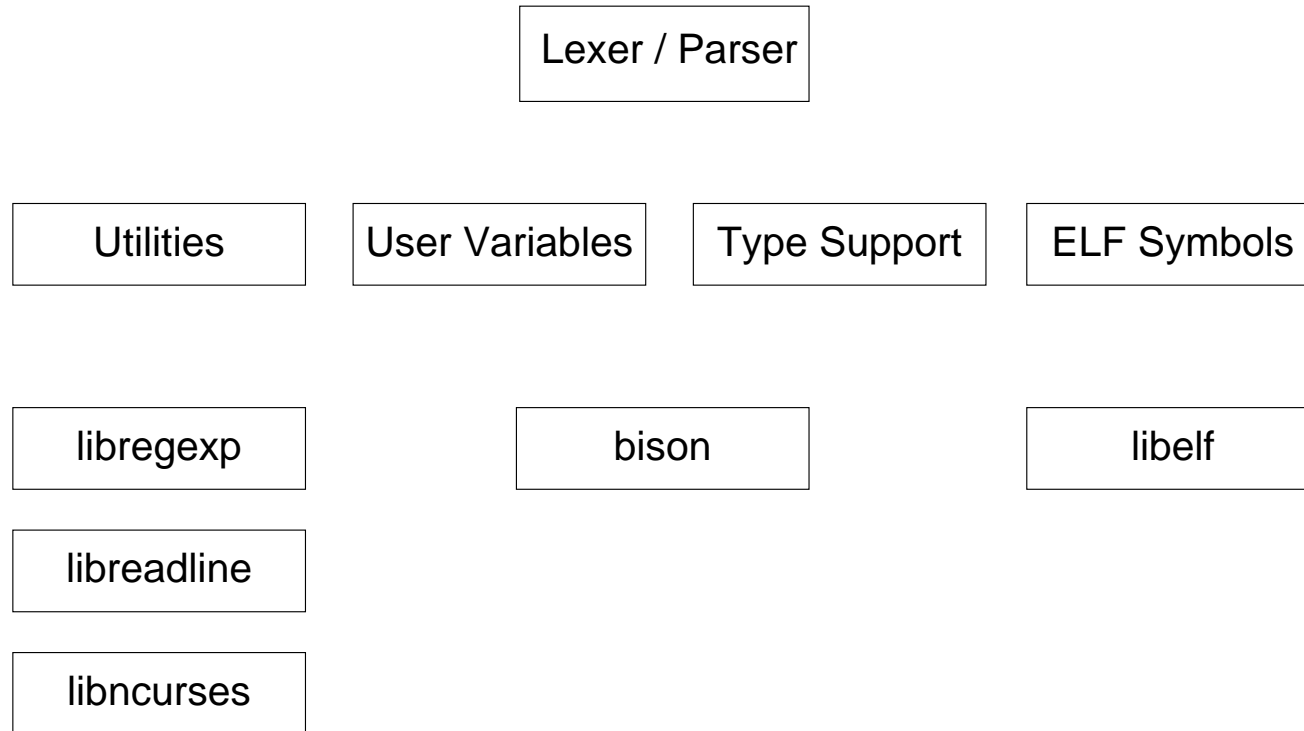 Lexer / Parser
Utilities
User Variables
Type Support
ELF Symbols
libregexp
bison
libelf
libreadline
libncurses